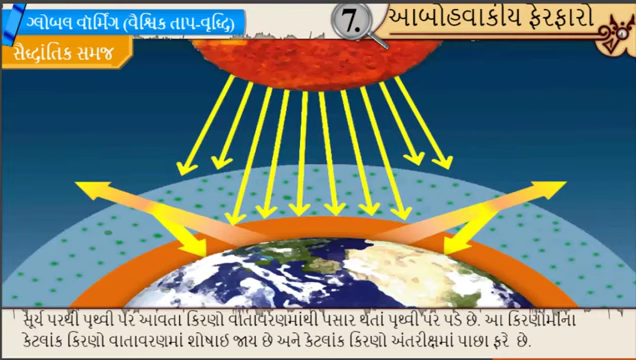 ગ્લોબલ વૉર્મિંગ (વૈશ્વિક તાપ-વૃદ્ધિ)
7. આબોહવાકીય ફેરફારો
સૈદ્ધાંતિક સમજ
સૂર્ય પરથી પૃથ્વી પર આવતા કિરણો વાતાવરણમાંથી પસાર થતાં પૃથ્વી પર પડે છે. આ કિરણોમાંના
કેટલાંક કિરણો વાતાવરણમાં શોષાઈ જાય છે અને કેટલાંક કિરણો અંતરીક્ષમાં પાછા ફરે છે.